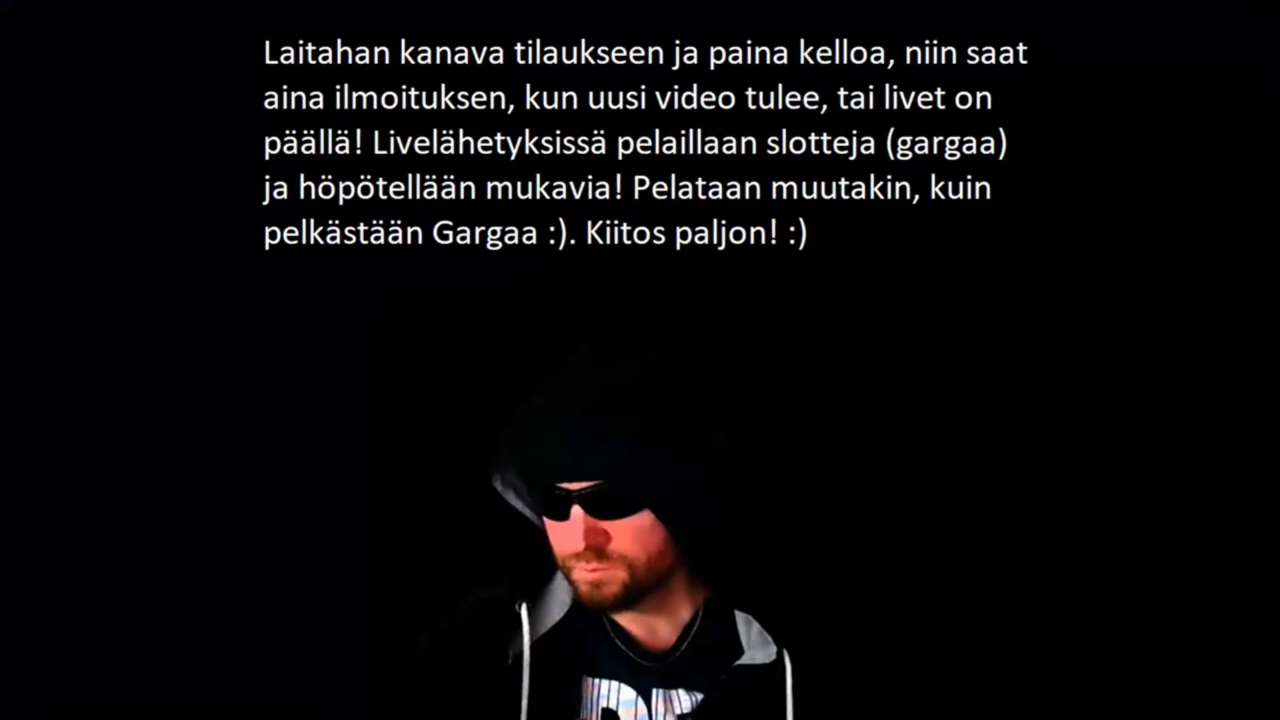 Laitahan kanava tilaukseen ja paina kelloa, niin saat
aina ilmoituksen, kun uusi video tulee, tai livet on
päällä! Livelähetyksissä pelaillaan slotteja (gargaa)
ja höpötellään mukavia! Pelataan muutakin, kuin
pelkästään Gargaa :). Kiitos paljon! :)